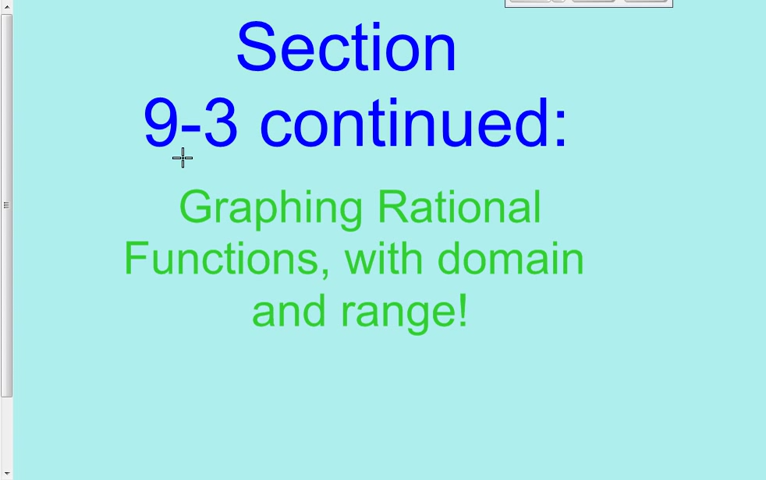 Section
9-3 continued:
Graphing Rational
Functions, with domain
and range!